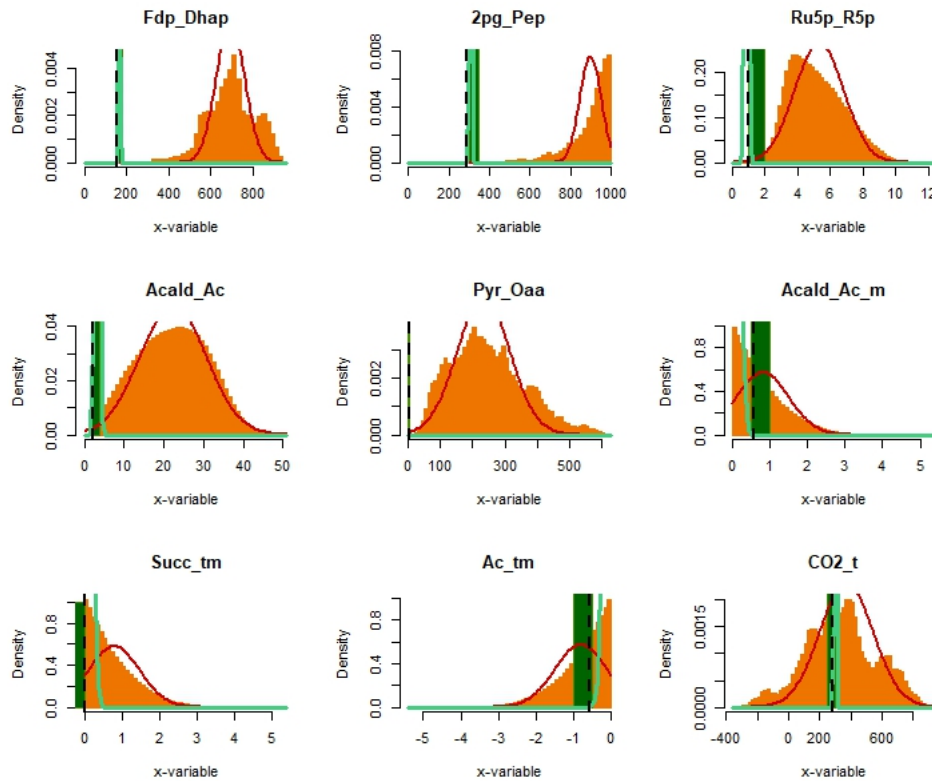 Fdp_Dhap
Density
0.000 0.002 0.004
0 200 400 600 800
x-variable
2pg_Pep
Density
0.000 0.004 0.008
0 200 400 600 800 1000
x-variable
Ru5p_R5p
Density
0.00 0.10 0.20
0 2 4 6 8 10 12
x-variable
Acald_Ac
Density
0.00 0.02 0.04
0 10 20 30 40 50
x-variable
Pyr_Oaa
Density
0.000 0.002
0 100 300 500
x-variable
Acald_Ac_m
Density
0.0 0.4 0.8
0 1 2 3 4 5
x-variable
Succ_tm
Density
0.0 0.4 0.8
0 1 2 3 4 5
x-variable
Ac_tm
Density
0.0 0.4 0.8
-5 -4 -3 -2 -1 0
x-variable
CO2_t
Density
0.0000 0.0015
-400 0 200 600
x-variable